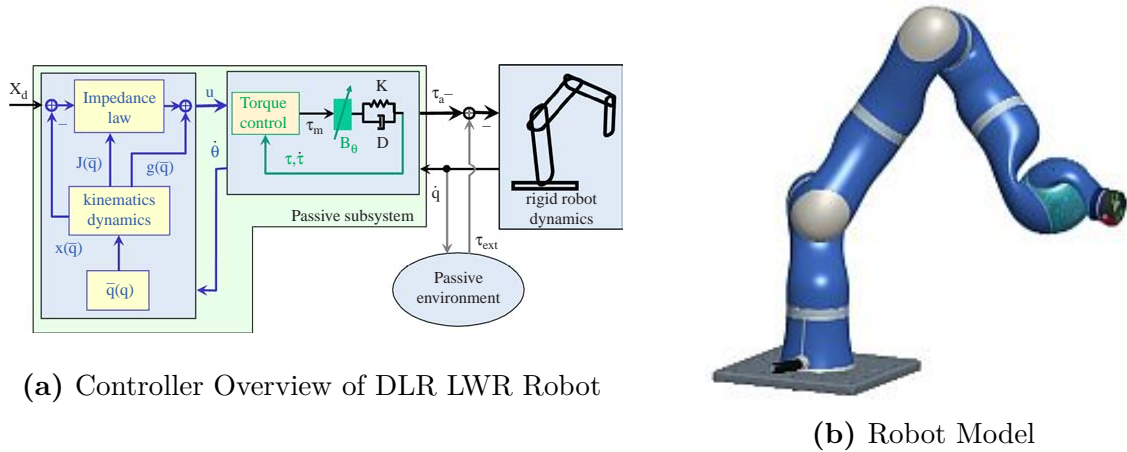 X_d
Impedance
law
u
Torque
control
τ_m
B_θ
K
D
τ_a
τ,τ̇
J(q̅)
g(q̅)
θ̇
kinematics
dynamics
x(q̅)
q̅(q)
Passive subsystem
q̇
τ_ext
rigid robot
dynamics
Passive
environment
(a) Controller Overview of DLR LWR Robot
(b) Robot Model